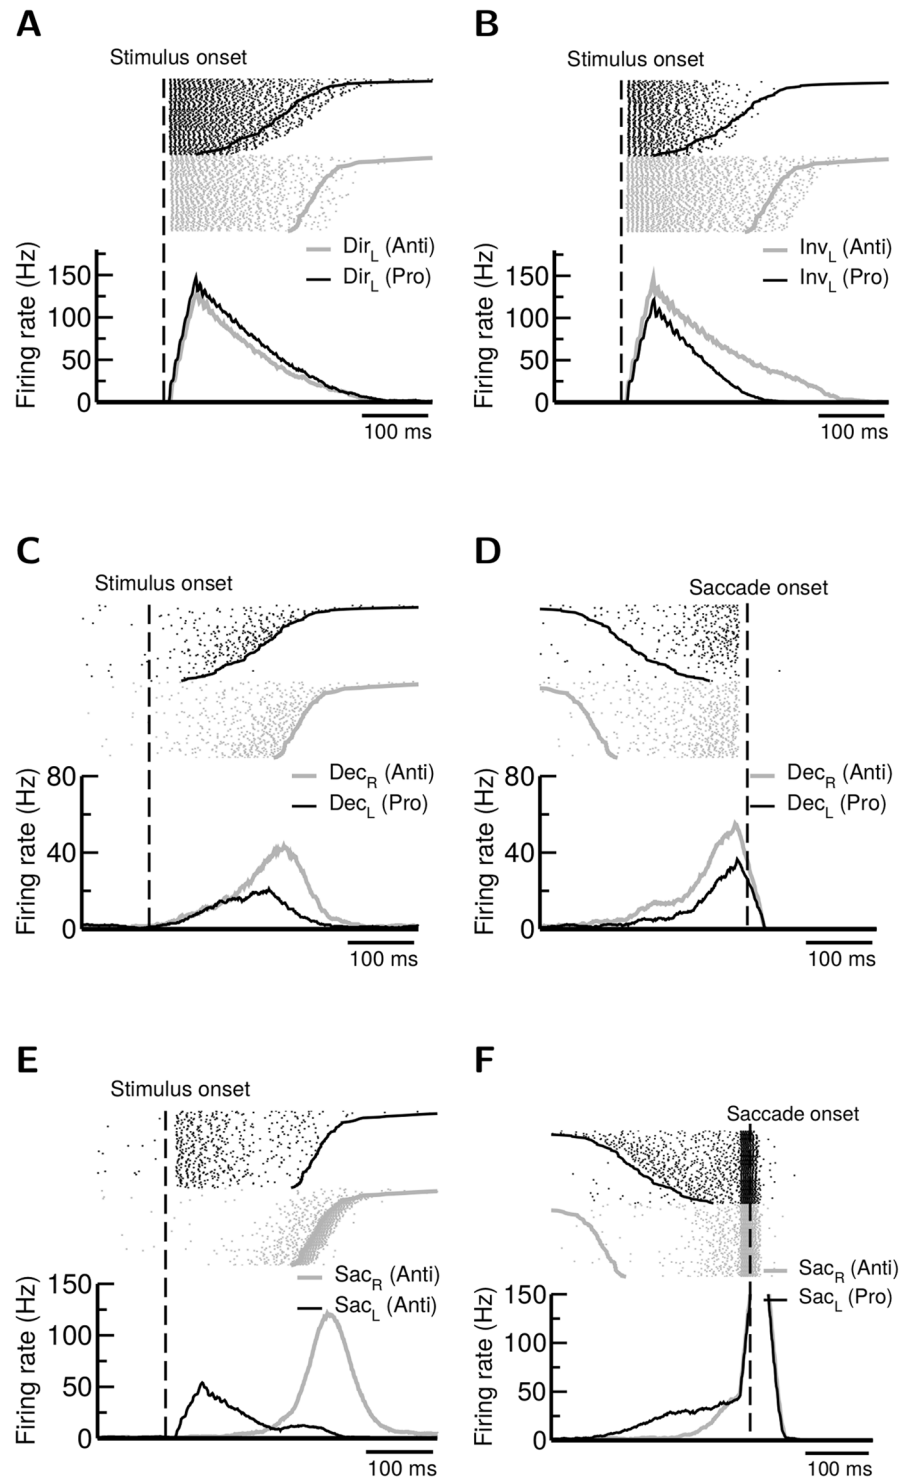 A
Stimulus onset
Dir_L (Anti)
Dir_L (Pro)
Firing rate (Hz)
150
100
50
0
100 ms
B
Stimulus onset
Inv_L (Anti)
Inv_L (Pro)
Firing rate (Hz)
150
100
50
0
100 ms
C
Stimulus onset
Dec_R (Anti)
Dec_L (Pro)
Firing rate (Hz)
80
40
0
100 ms
D
Saccade onset
Dec_R (Anti)
Dec_L (Pro)
Firing rate (Hz)
80
40
0
100 ms
E
Stimulus onset
Sac_R (Anti)
Sac_L (Anti)
Firing rate (Hz)
150
100
50
0
100 ms
F
Saccade onset
Sac_R (Anti)
Sac_L (Pro)
Firing rate (Hz)
150
100
50
0
100 ms